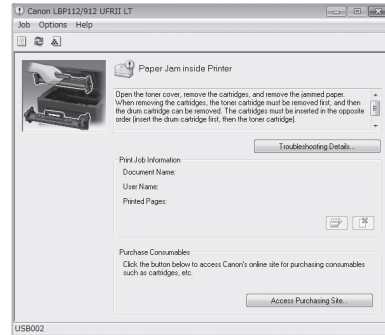 Canon LBP112/912 UFRII LT
Job Options Help
Paper Jam inside Printer
Open the toner cover, remove the cartridges, and remove the jammed paper.
When removing the cartridges, the toner cartridge must be removed first, and then
the drum cartridge can be removed. The cartridges must be inserted in the opposite
order (insert the drum cartridge first, then the toner cartridge).
Troubleshooting Details...
Print Job Information
Document Name:
User Name:
Printed Pages:
Purchase Consumables
Click the button below to access Canon's online site for purchasing consumables
such as cartridges, etc.
Access Purchasing Site...
USB002